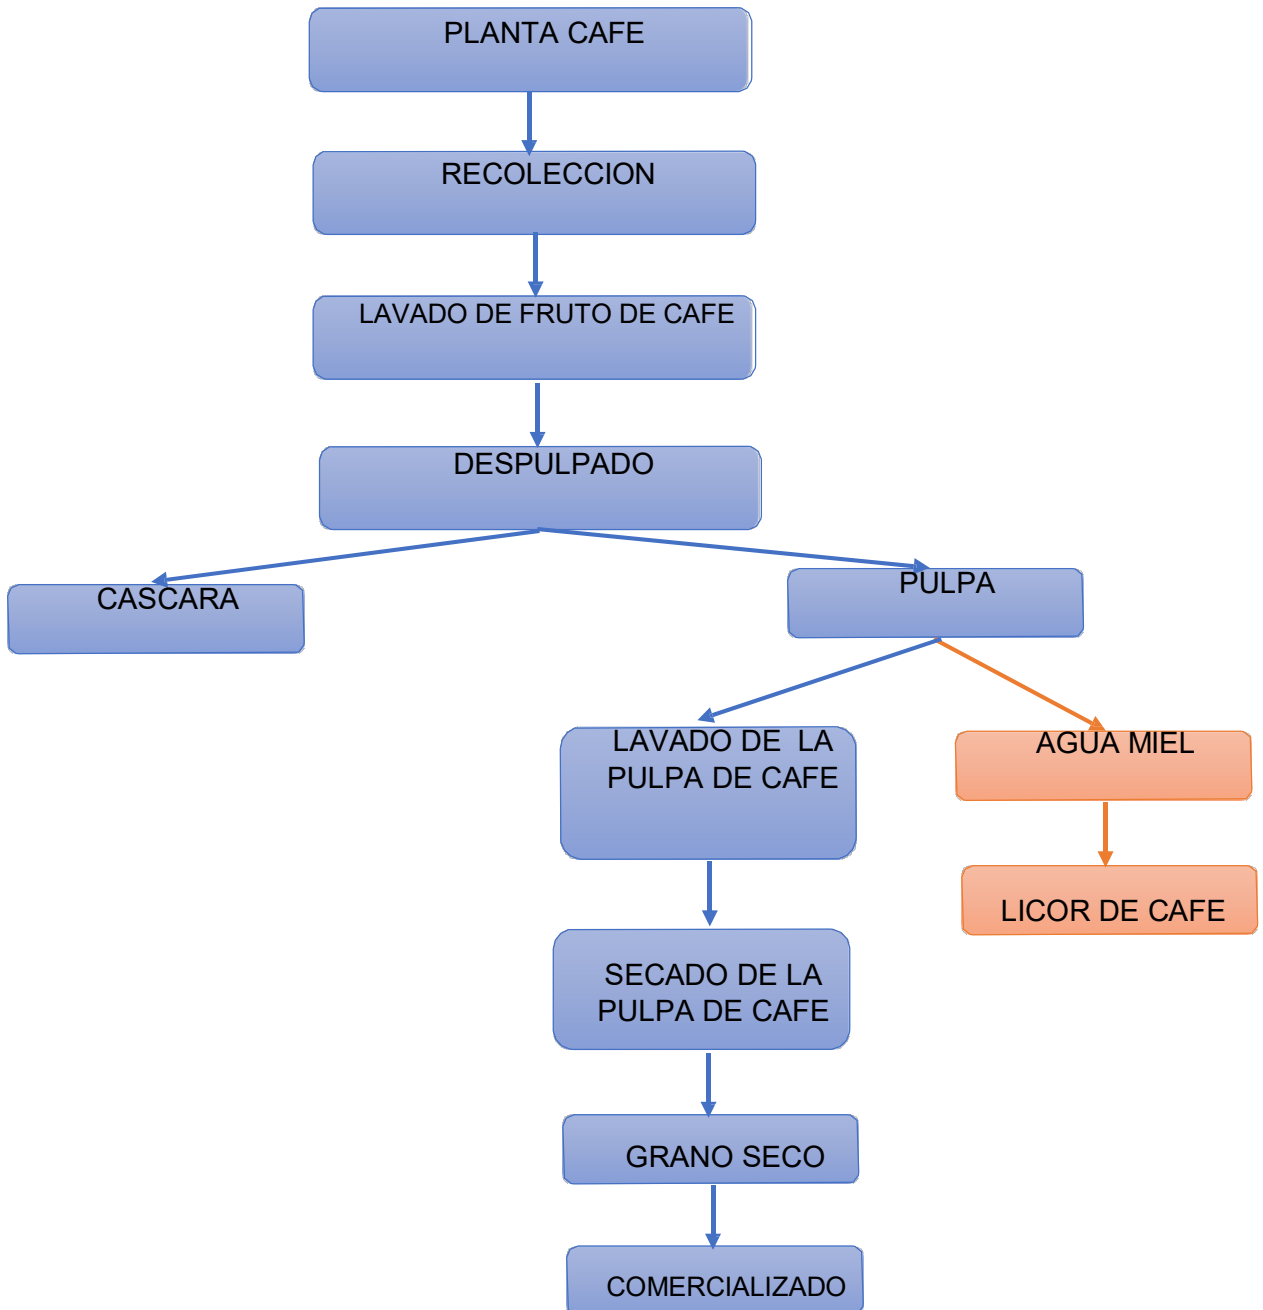 PLANTA CAFE
RECOLECCION
LAVADO DE FRUTO DE CAFE
DESPULPADO
CASCARA
PULPA
LAVADO DE LA
PULPA DE CAFE
AGUA MIEL
LICOR DE CAFE
SECADO DE LA
PULPA DE CAFE
GRANO SECO
COMERCIALIZADO